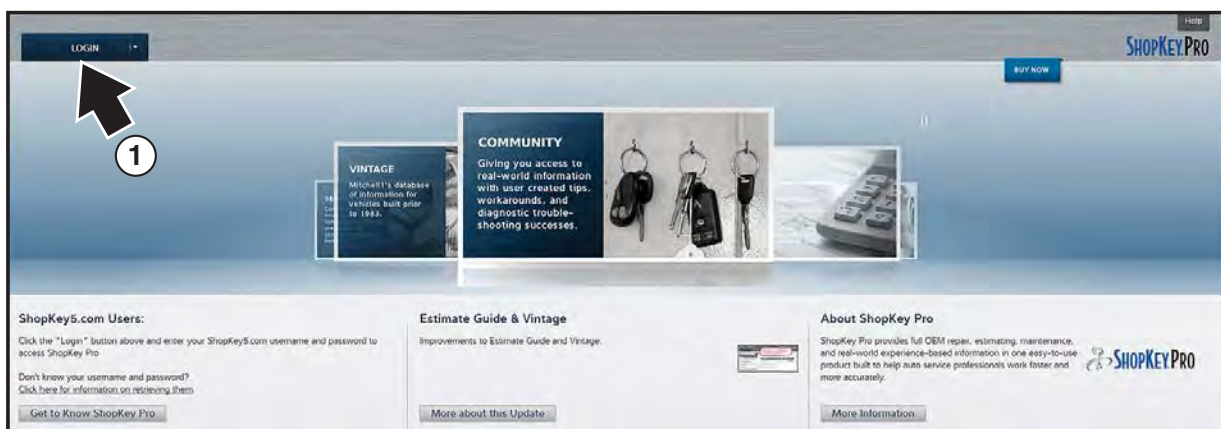 Help
LOGIN
SHOPKEY PRO
BUY NOW
1
VINTAGE
Mitchell1's database
of information for
vehicles built prior
to 1983.
COMMUNITY
Giving you access to
real-world information
with user created tips,
workarounds, and
diagnostic trouble-
shooting successes.
ShopKey5.com Users:
Click the "Login" button above and enter your ShopKey5.com username and password to
access ShopKey Pro
Don't know your username and password?
Click here for information on retrieving them
Get to Know ShopKey Pro
Estimate Guide & Vintage
Improvements to Estimate Guide and Vintage.
More about this Update
About ShopKey Pro
ShopKey Pro provides full OEM repair, estimating, maintenance,
and real-world experience-based information in one easy-to-use
product built to help auto service professionals work faster and
more accurately.
SHOPKEY PRO
More Information